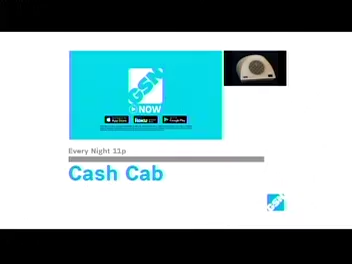 GSN
NOW
App Store
Roku
Google Play
Every Night 11p
Cash Cab
GSN